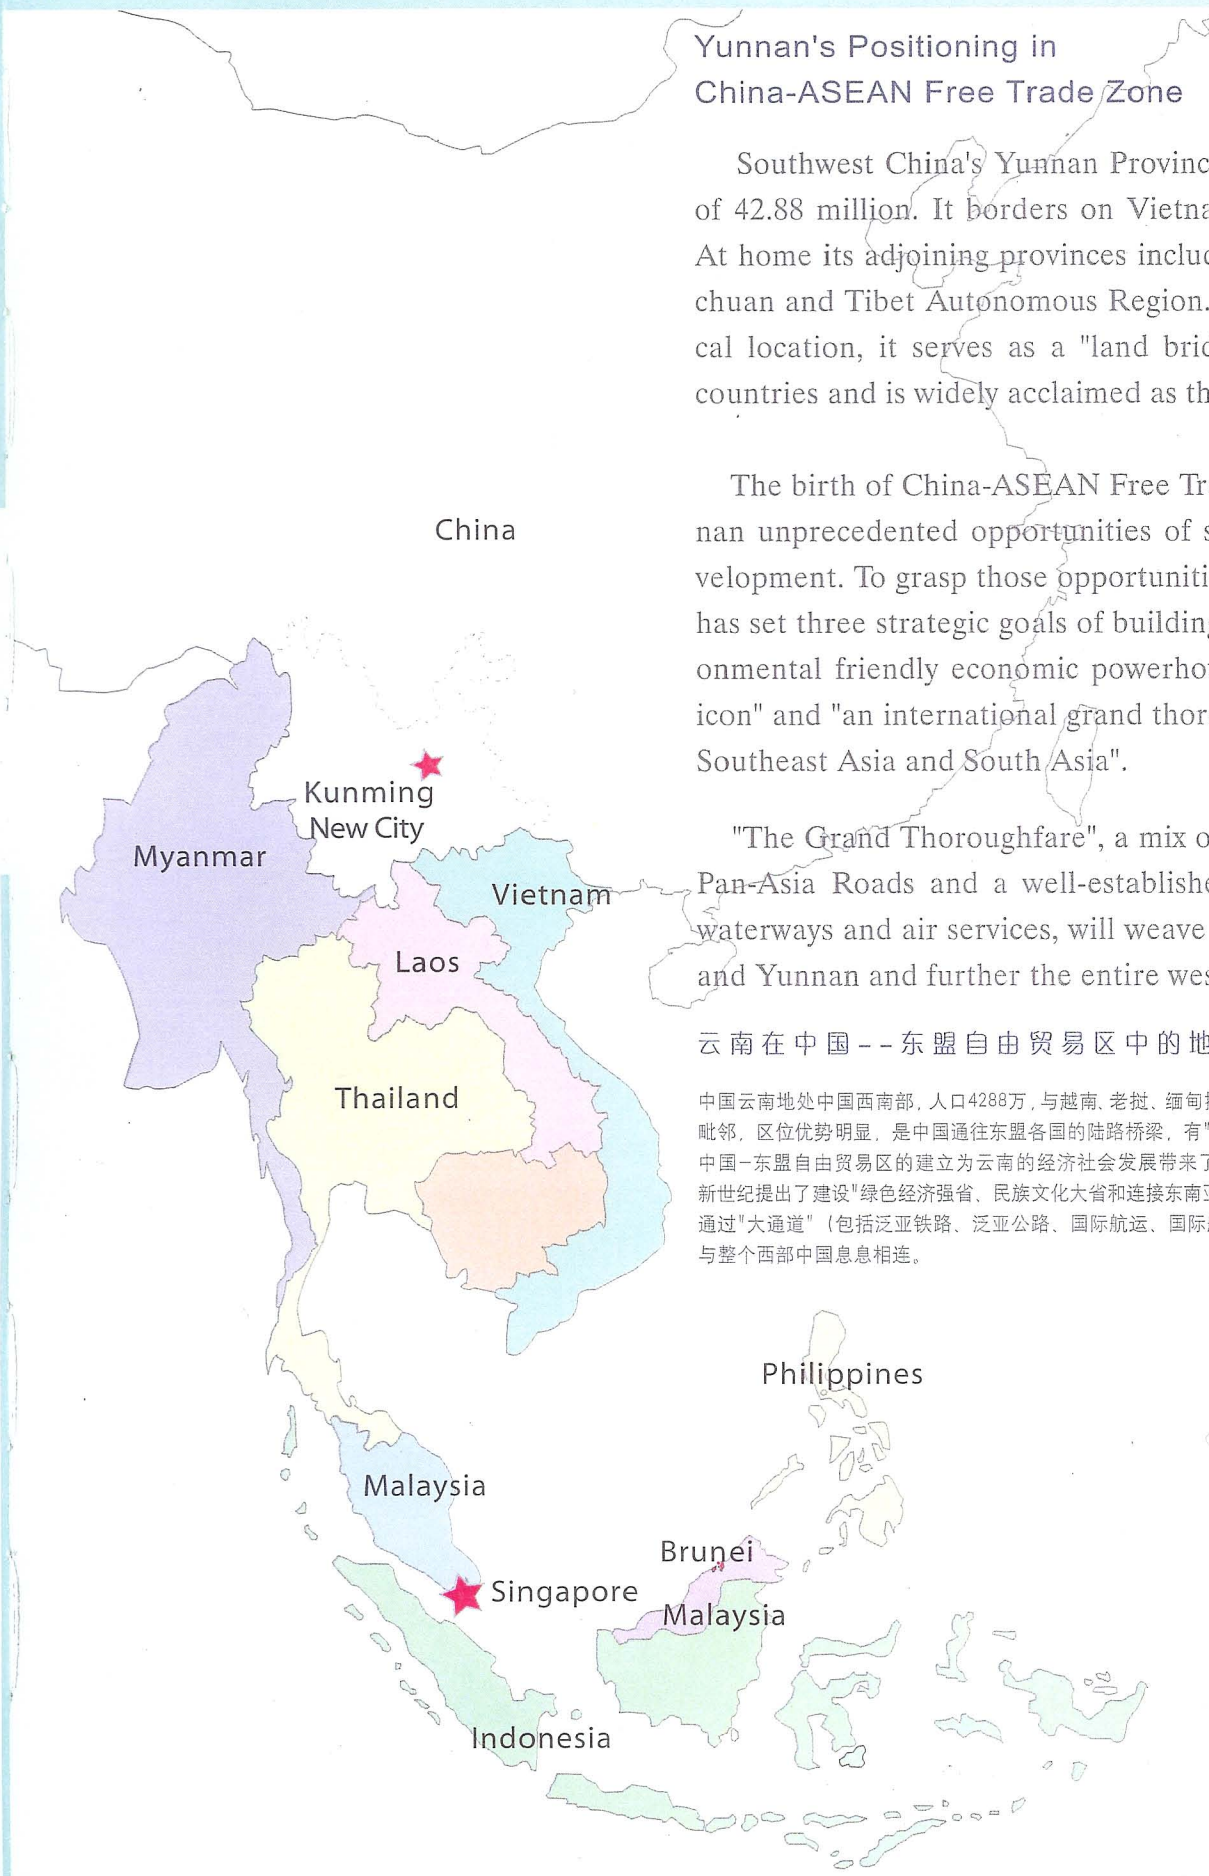 Yunnan's Positioning in
China-ASEAN Free Trade Zone
Southwest China's Yunnan Provinc
of 42.88 million. It borders on Vietna
At home its adjoining provinces includ
chuan and Tibet Autonomous Region.
cal location, it serves as a "land brid
countries and is widely acclaimed as th
The birth of China-ASEAN Free Tr
nan unprecedented opportunities of s
velopment. To grasp those opportuniti
has set three strategic goals of building
onmental friendly economic powerho
icon" and "an international grand thor
Southeast Asia and South Asia".
"The Grand Thoroughfare", a mix o
Pan-Asia Roads and a well-establishe
waterways and air services, will weave
and Yunnan and further the entire wes
云南在中国--东盟自由贸易区中的地
中国云南地处中国西南部,人口4288万,与越南、老挝、缅甸接
毗邻,区位优势明显,是中国通往东盟各国的陆路桥梁,有"
中国-东盟自由贸易区的建立为云南的经济社会发展带来了
新世纪提出了建设"绿色经济强省、民族文化大省和连接东南亚
通过"大通道"(包括泛亚铁路、泛亚公路、国际航运、国际
与整个西部中国息息相连。
China
Kunming
New City
Myanmar
Vietnam
Laos
Thailand
Philippines
Malaysia
Brunei
Singapore
Malaysia
Indonesia